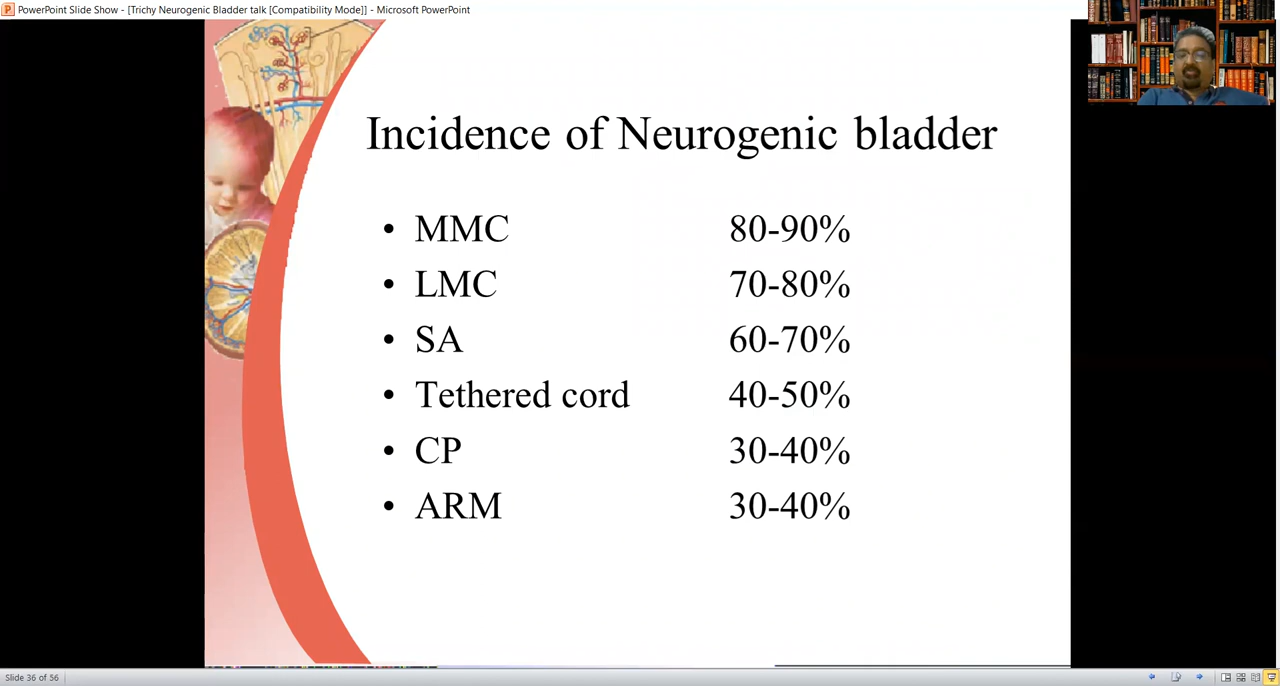 PowerPoint Slide Show - [Trichy Neurogenic Bladder talk [Compatibility Mode]] - Microsoft PowerPoint
Incidence of Neurogenic bladder
• MMC 80-90%
• LMC 70-80%
• SA 60-70%
• Tethered cord 40-50%
• CP 30-40%
• ARM 30-40%
Slide 36 of 56